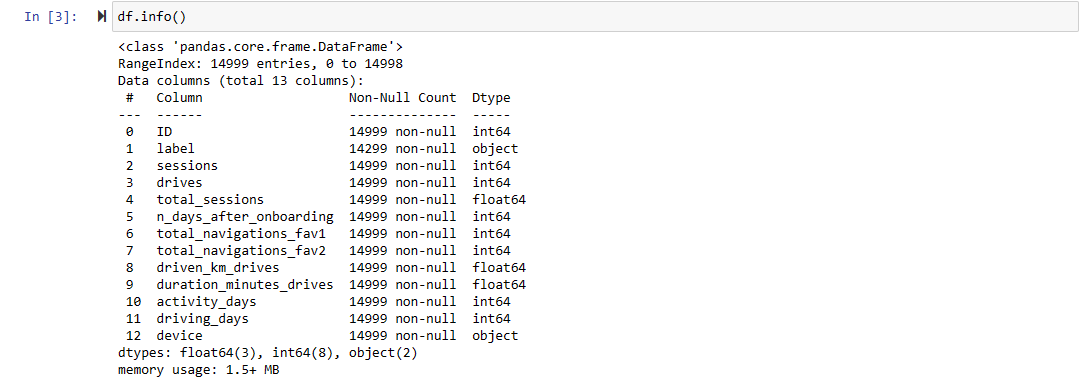 In [3]: df.info()
<class 'pandas.core.frame.DataFrame'>
RangeIndex: 14999 entries, 0 to 14998
Data columns (total 13 columns):
 #   Column                   Non-Null Count  Dtype
---  ------                   --------------  -----
 0   ID                       14999 non-null  int64
 1   label                    14299 non-null  object
 2   sessions                 14999 non-null  int64
 3   drives                   14999 non-null  int64
 4   total_sessions           14999 non-null  float64
 5   n_days_after_onboarding  14999 non-null  int64
 6   total_navigations_fav1   14999 non-null  int64
 7   total_navigations_fav2   14999 non-null  int64
 8   driven_km_drives         14999 non-null  float64
 9   duration_minutes_drives  14999 non-null  float64
 10  activity_days            14999 non-null  int64
 11  driving_days             14999 non-null  int64
 12  device                   14999 non-null  object
dtypes: float64(3), int64(8), object(2)
memory usage: 1.5+ MB